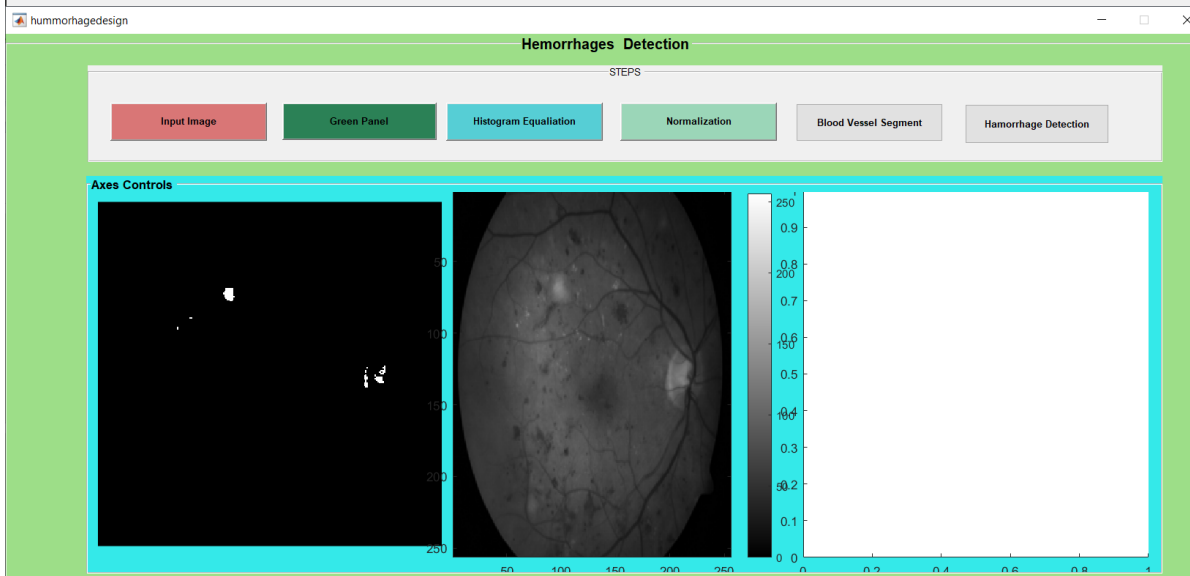 hummorhagedesign
Hemorrhages Detection
STEPS
Input Image
Green Panel
Histogram Equaliation
Normalization
Blood Vessel Segment
Hamorrhage Detection
Axes Controls
50
100
150
200
250
50 100 150 200 250
250
200
150
100
50
0
0.9
0.8
0.7
0.6
0.5
0.4
0.3
0.2
0.1
0
0 0.2 0.4 0.6 0.8 1